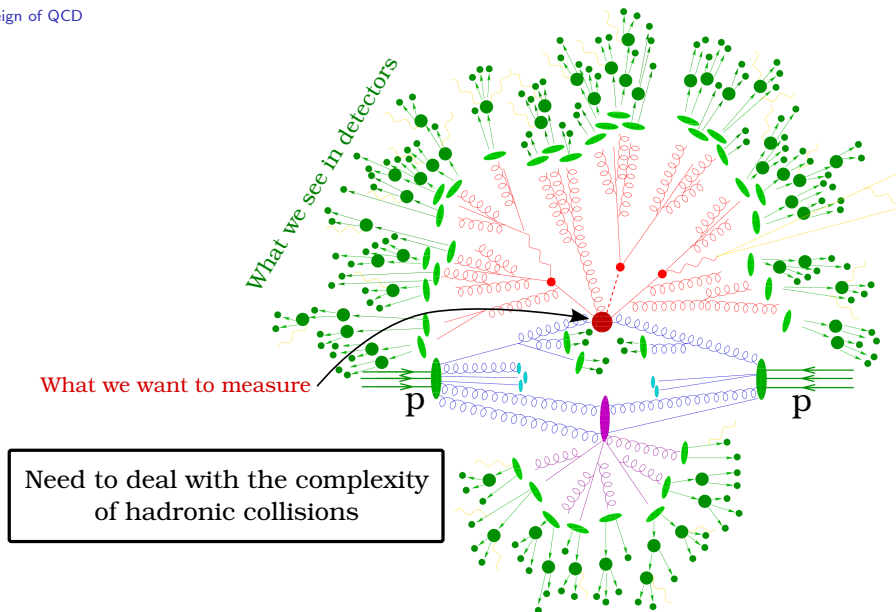 eign of QCD
What we see in detectors
What we want to measure
p
p
Need to deal with the complexity
of hadronic collisions